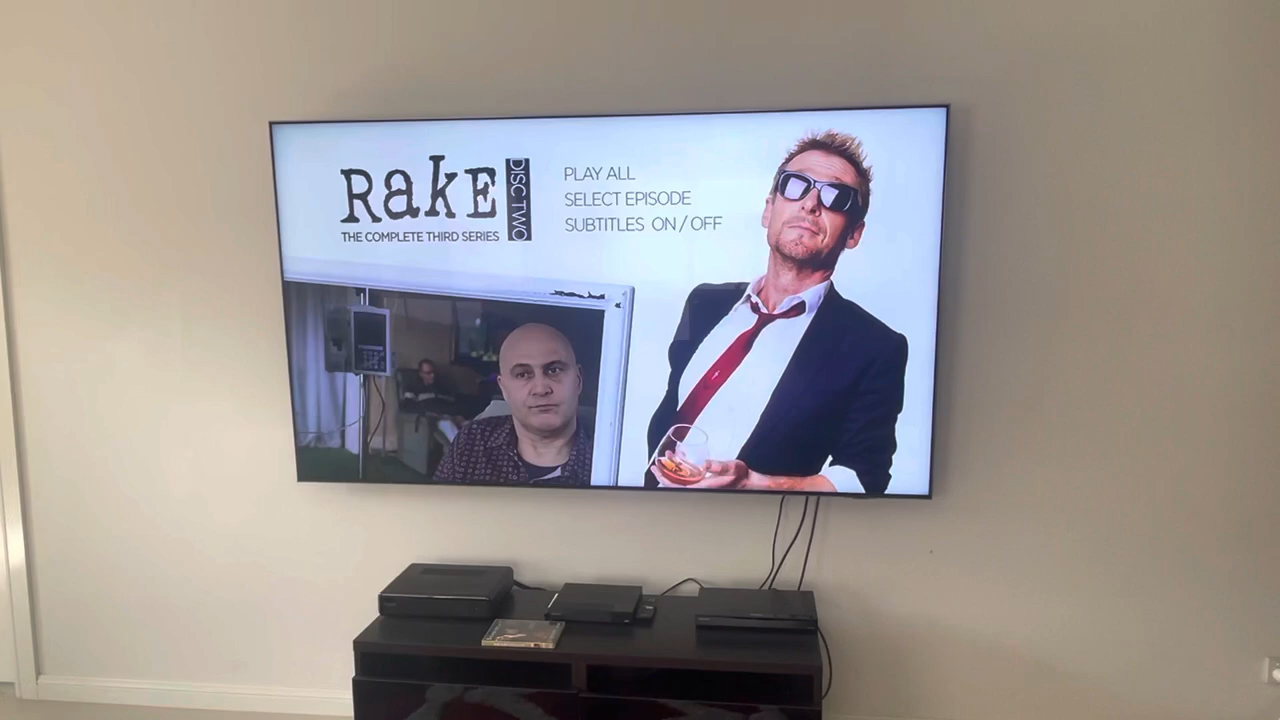 RaKE
DISC TWO
THE COMPLETE THIRD SERIES
PLAY ALL
SELECT EPISODE
SUBTITLES ON / OFF